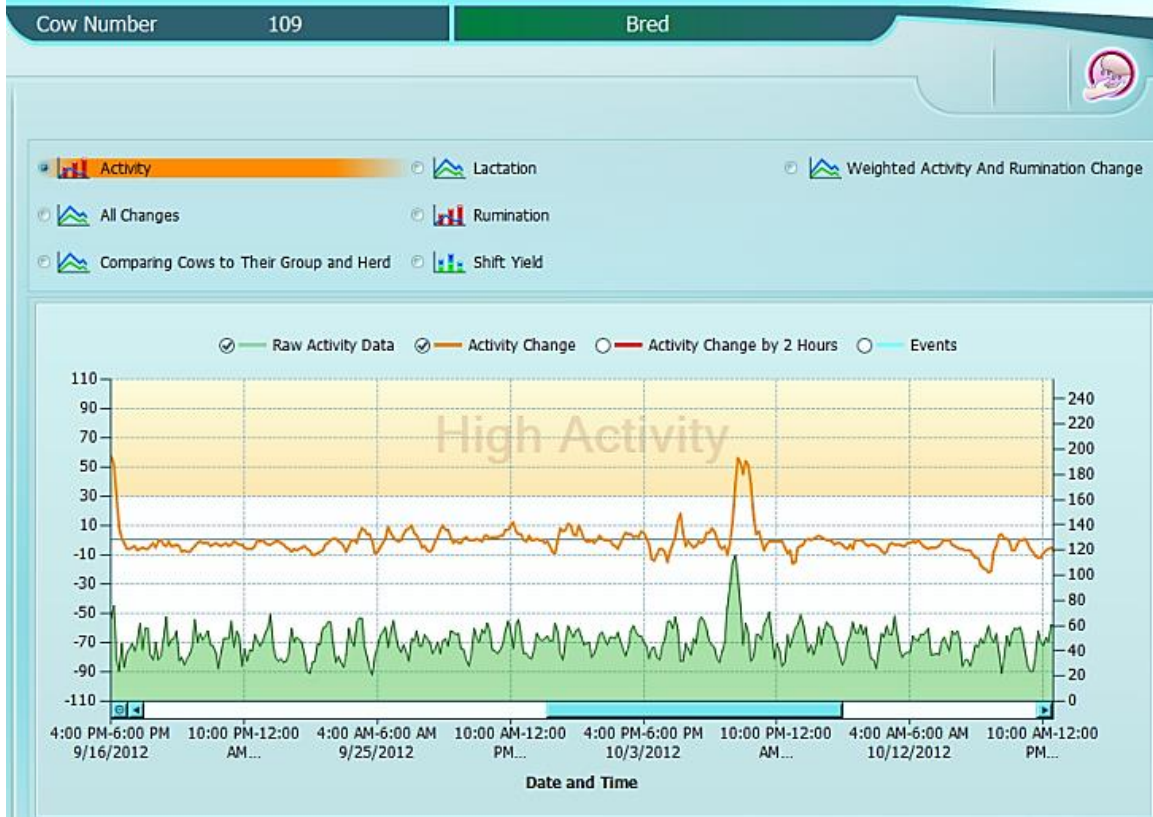 Cow Number 109 Bred
Activity Lactation Weighted Activity And Rumination Change
All Changes Rumination
Comparing Cows to Their Group and Herd Shift Yield
Raw Activity Data Activity Change Activity Change by 2 Hours Events
High Activity
110
90
70
50
30
10
-10
-30
-50
-70
-90
-110
240
220
200
180
160
140
120
100
80
60
40
20
0
4:00 PM-6:00 PM 10:00 PM-12:00 4:00 AM-6:00 AM 10:00 AM-12:00 4:00 PM-6:00 PM 10:00 PM-12:00 4:00 AM-6:00 AM 10:00 AM-12:00
9/16/2012 AM... 9/25/2012 PM... 10/3/2012 AM... 10/12/2012 PM...
Date and Time